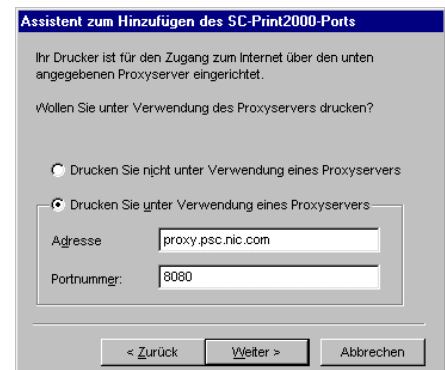 Assistent zum Hinzufügen des SC-Print2000-Ports
Ihr Drucker ist für den Zugang zum Internet über den unten
angegebenen Proxyserver eingerichtet.
Wollen Sie unter Verwendung des Proxyservers drucken?
Drucken Sie nicht unter Verwendung eines Proxyservers
Drucken Sie unter Verwendung eines Proxyservers
Adresse proxy.psc.nic.com
Portnummer: 8080
< Zurück Weiter > Abbrechen